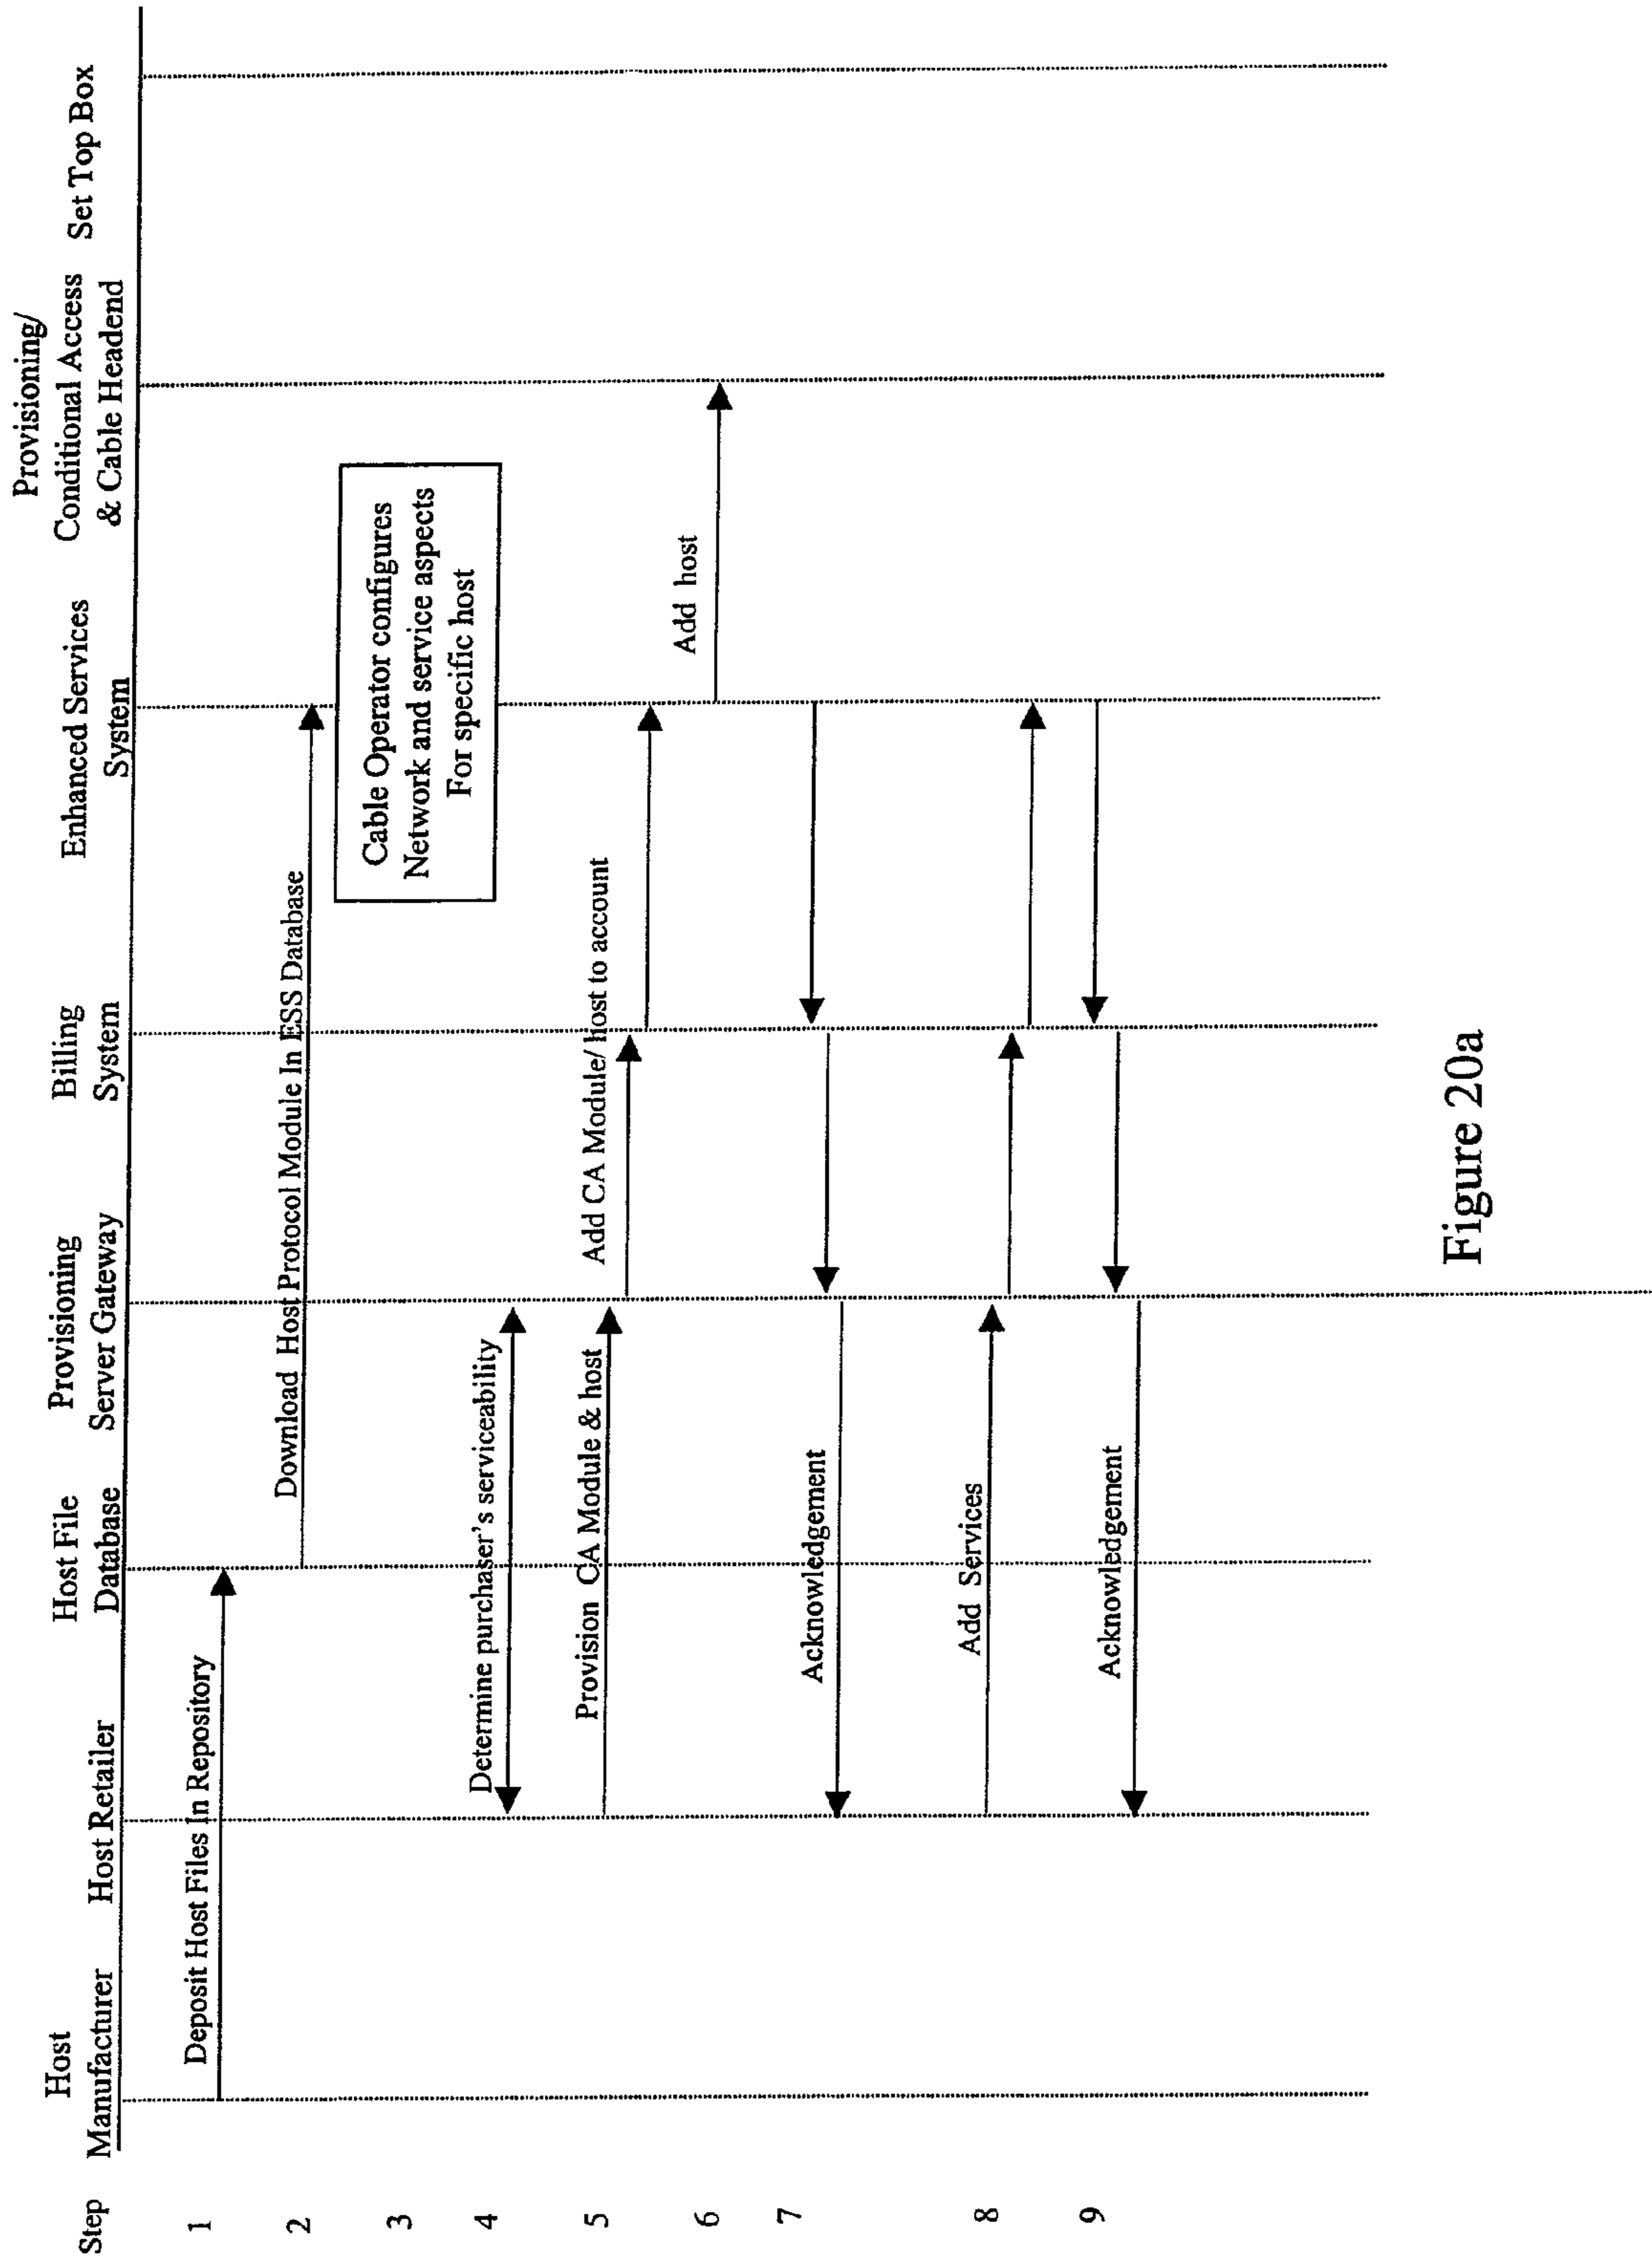 Step
Host
Manufacturer
Host Retailer
Host File
Database
Provisioning
Server Gateway
Billing
System
Enhanced Services
System
Provisioning/
Conditional Access
& Cable Headend
Set Top Box
1
Deposit Host Files In Repository
2
Download Host Protocol Module In ESS Database
3
Cable Operator configures
Network and service aspects
For specific host
4
Determine purchaser's serviceability
5
Provision CA Module & host
Add CA Module/ host to account
6
Add host
7
Acknowledgement
8
Add Services
9
Acknowledgement
Figure 20a